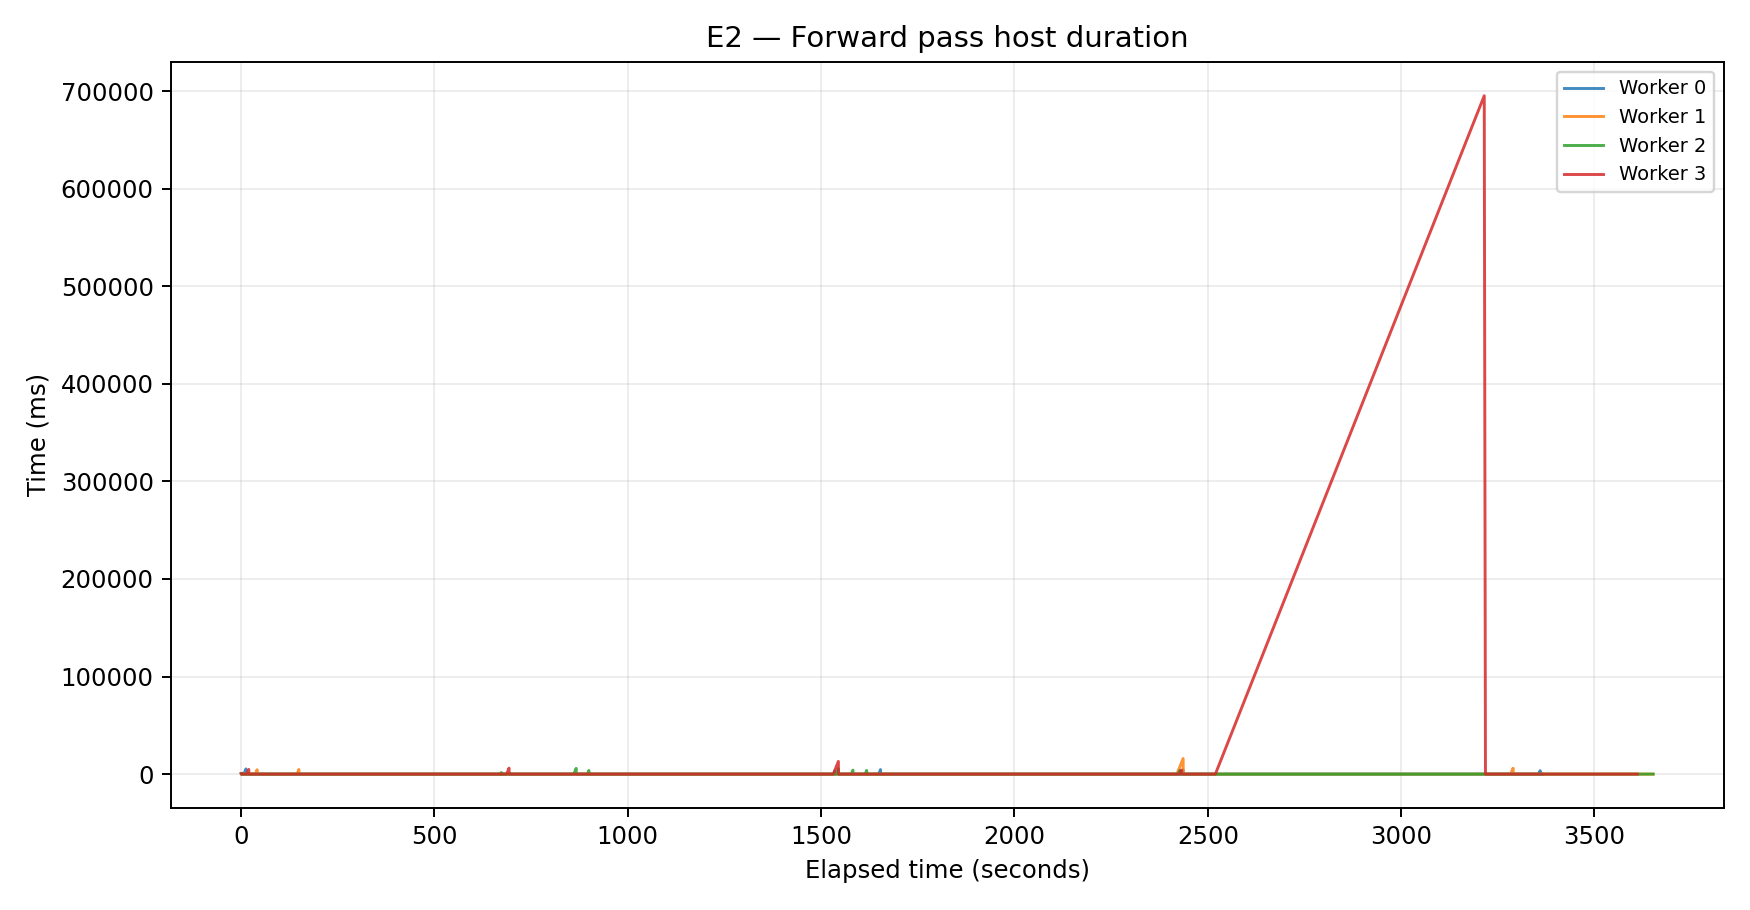 E2 — Forward pass host duration
700000
600000
500000
400000
300000
200000
100000
0
Time (ms)
Worker 0
Worker 1
Worker 2
Worker 3
0 500 1000 1500 2000 2500 3000 3500
Elapsed time (seconds)